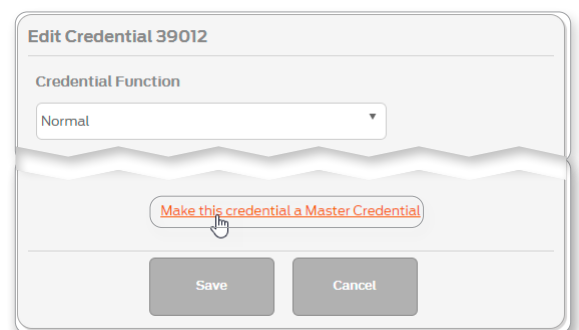 Edit Credential 39012
Credential Function
Normal
Make this credential a Master Credential
Save
Cancel